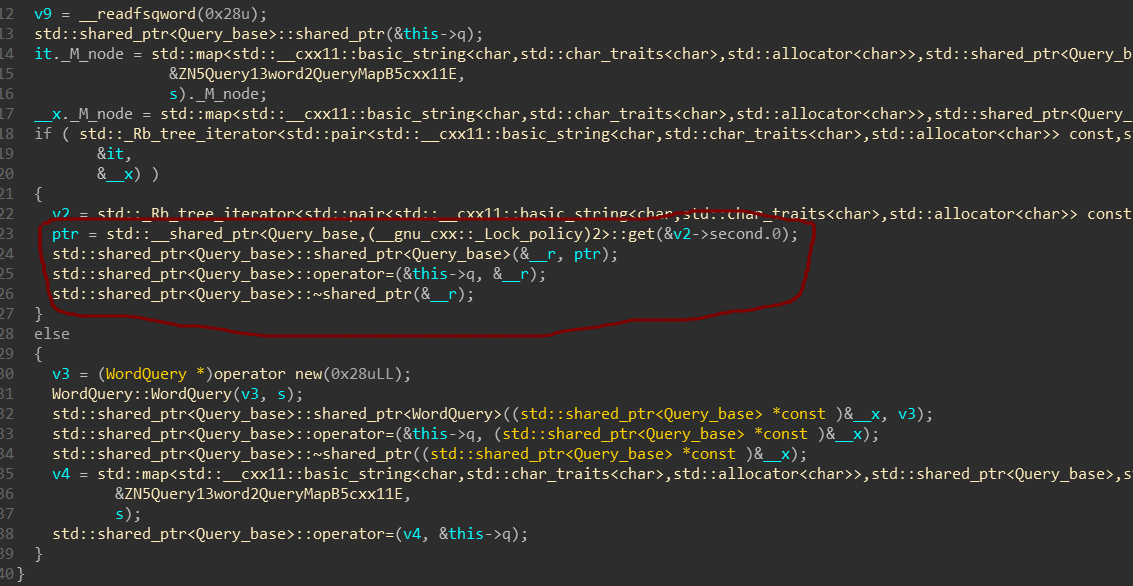 12 v9 = __readfsqword(0x28u);
13 std::shared_ptr<Query_base>::shared_ptr(&this->q);
14 it._M_node = std::map<std::__cxx11::basic_string<char,std::char_traits<char>,std::allocator<char>>,std::shared_ptr<Query_b
15 &ZN5Query13word2QueryMapB5cxx11E,
16 s)._M_node;
17 __x._M_node = std::map<std::__cxx11::basic_string<char,std::char_traits<char>,std::allocator<char>>,std::shared_ptr<Query_
18 if ( std::_Rb_tree_iterator<std::pair<std::__cxx11::basic_string<char,std::char_traits<char>,std::allocator<char>> const,s
19 &it,
20 &__x) )
21 {
22 v2 = std::_Rb_tree_iterator<std::pair<std::__cxx11::basic_string<char,std::char_traits<char>,std::allocator<char>> const
23 ptr = std::__shared_ptr<Query_base,(__gnu_cxx::_Lock_policy)2>::get(&v2->second.0);
24 std::shared_ptr<Query_base>::shared_ptr<Query_base>(&__r, ptr);
25 std::shared_ptr<Query_base>::operator=(&this->q, &__r);
26 std::shared_ptr<Query_base>::~shared_ptr(&__r);
27 }
28 else
29 {
30 v3 = (WordQuery *)operator new(0x28uLL);
31 WordQuery::WordQuery(v3, s);
32 std::shared_ptr<Query_base>::shared_ptr<WordQuery>((std::shared_ptr<Query_base> *const )&__x, v3);
33 std::shared_ptr<Query_base>::operator=(&this->q, (std::shared_ptr<Query_base> *const )&__x);
34 std::shared_ptr<Query_base>::~shared_ptr((std::shared_ptr<Query_base> *const )&__x);
35 v4 = std::map<std::__cxx11::basic_string<char,std::char_traits<char>,std::allocator<char>>,std::shared_ptr<Query_base>,s
36 &ZN5Query13word2QueryMapB5cxx11E,
37 s);
38 std::shared_ptr<Query_base>::operator=(v4, &this->q);
39 }
40 }